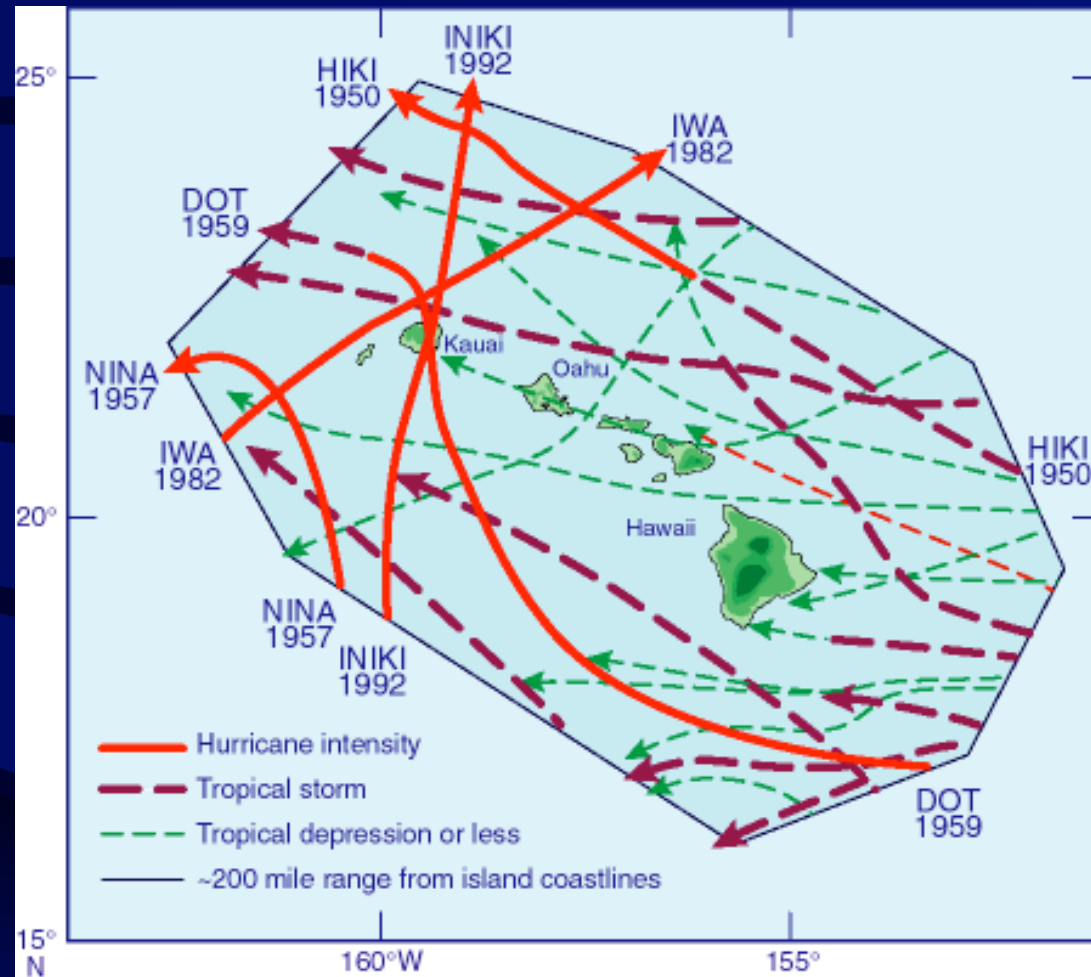 INIKI
1992
HIKI
1950
25°
IWA
1982
DOT
1959
Kauai
Oahu
NINA
1957
IWA
1982
HIKI
1950
20°
Hawaii
NINA
1957
INIKI
1992
Hurricane intensity
Tropical storm
DOT
1959
Tropical depression or less
~200 mile range from island coastlines
15°
N
160°W
155°